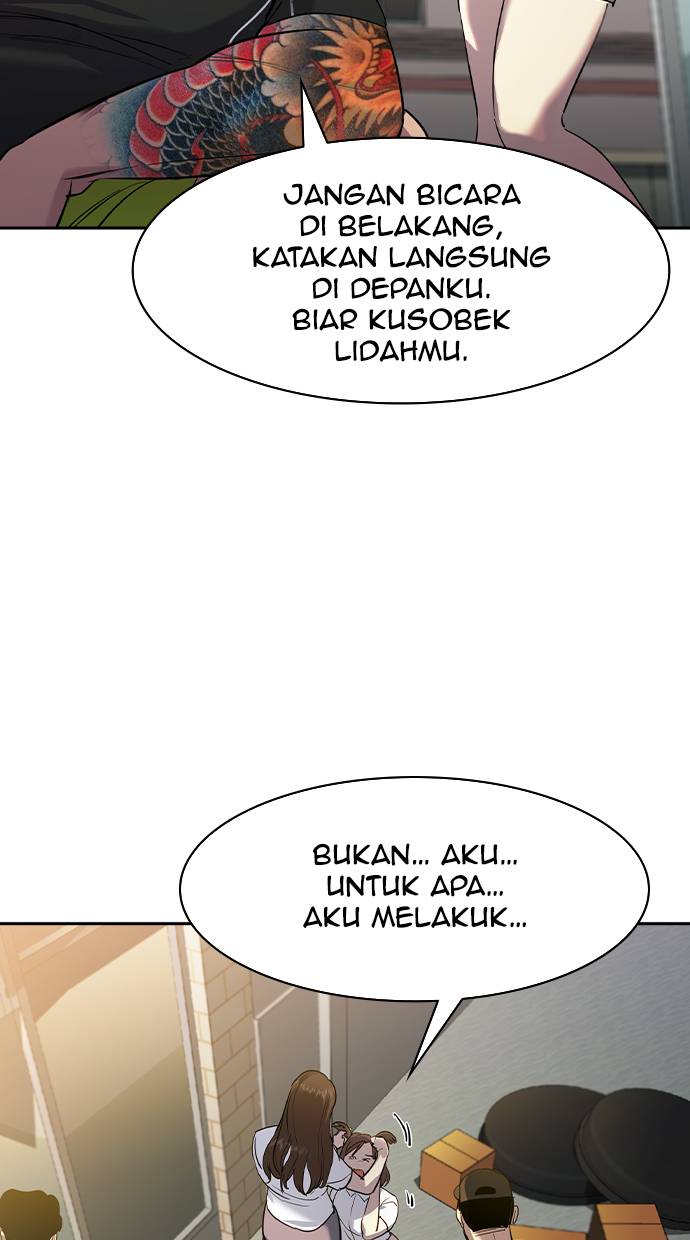 JANGAN BICARA
DI BELAKANG,
KATAKAN LANGSUNG
DI DEPANKU.
BIAR KUSOBEK
LIDAHMU.
BUKAN... AKU...
UNTUK APA...
AKU MELAKUK...